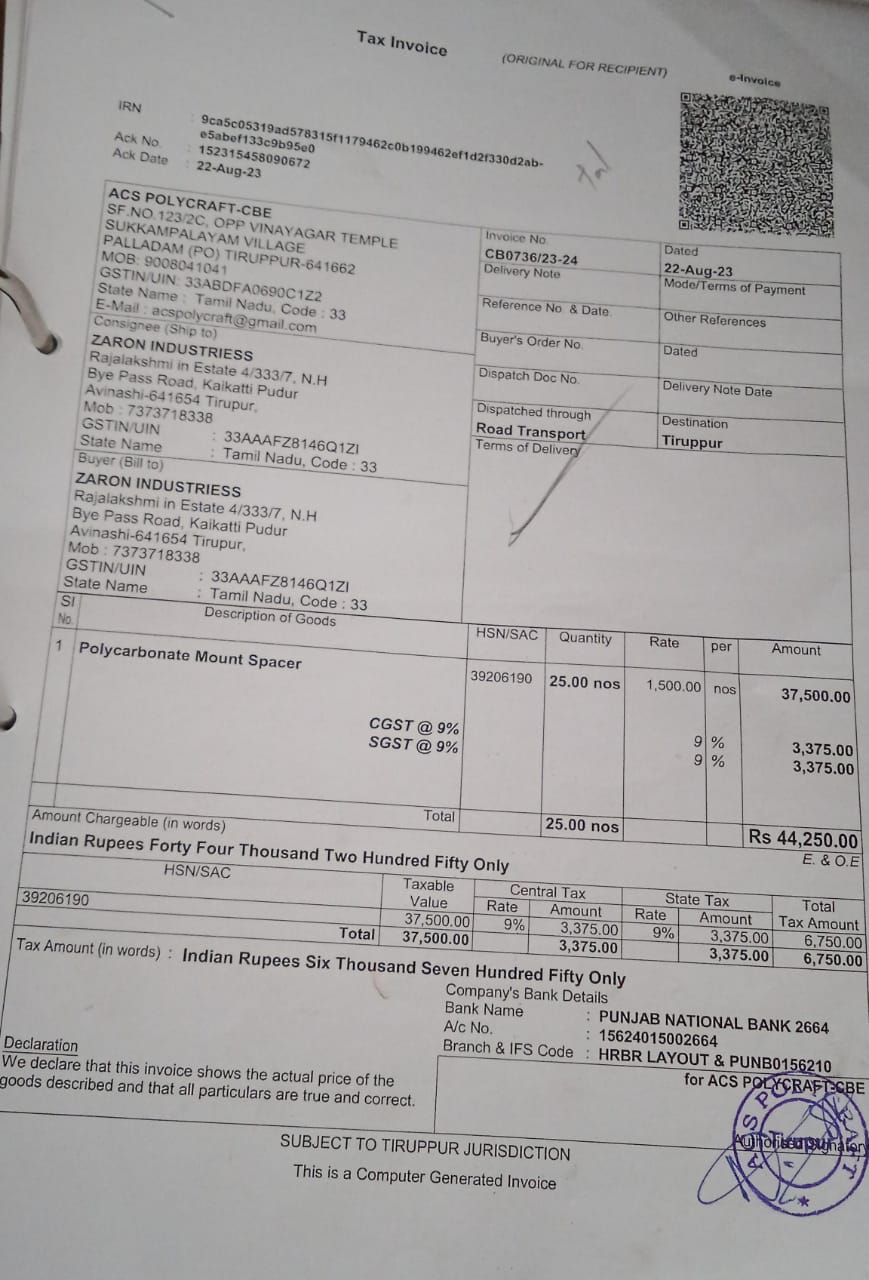 Tax Invoice
(ORIGINAL FOR RECIPIENT)
e-Invoice
IRN : 9ca5c05319ad578315f1179462c0b199462ef1d2f330d2ab-
e5abef133c9b95e0
Ack No. : 152315458090672
Ack Date : 22-Aug-23
ACS POLYCRAFT-CBE
SF.NO.123/2C, OPP VINAYAGAR TEMPLE
SUKKAMPALAYAM VILLAGE
PALLADAM (PO) TIRUPPUR-641662
MOB: 9008041041
GSTIN/UIN: 33ABDFA0690C1Z2
State Name : Tamil Nadu, Code : 33
E-Mail : acspolycraft@gmail.com
Invoice No. Dated
CB0736/23-24 22-Aug-23
Delivery Note Mode/Terms of Payment
Reference No. & Date. Other References
Buyer's Order No. Dated
Dispatch Doc No. Delivery Note Date
Dispatched through Destination
Road Transport Tiruppur
Terms of Delivery
Consignee (Ship to)
ZARON INDUSTRIESS
Rajalakshmi in Estate 4/333/7, N.H
Bye Pass Road, Kaikatti Pudur
Avinashi-641654 Tirupur,
Mob : 7373718338
GSTIN/UIN : 33AAAFZ8146Q1ZI
State Name : Tamil Nadu, Code : 33
Buyer (Bill to)
ZARON INDUSTRIESS
Rajalakshmi in Estate 4/333/7, N.H
Bye Pass Road, Kaikatti Pudur
Avinashi-641654 Tirupur,
Mob : 7373718338
GSTIN/UIN : 33AAAFZ8146Q1ZI
State Name : Tamil Nadu, Code : 33
Sl No. Description of Goods HSN/SAC Quantity Rate per Amount
1 Polycarbonate Mount Spacer 39206190 25.00 nos 1,500.00 nos 37,500.00
CGST @ 9% 9 % 3,375.00
SGST @ 9% 9 % 3,375.00
Total 25.00 nos Rs 44,250.00
Amount Chargeable (in words) E. & O.E
Indian Rupees Forty Four Thousand Two Hundred Fifty Only
HSN/SAC Taxable Value Central Tax State Tax Total Tax Amount
Rate Amount Rate Amount
39206190 37,500.00 9% 3,375.00 9% 3,375.00 6,750.00
Total 37,500.00 3,375.00 3,375.00 6,750.00
Tax Amount (in words) : Indian Rupees Six Thousand Seven Hundred Fifty Only
Company's Bank Details
Bank Name : PUNJAB NATIONAL BANK 2664
A/c No. : 15624015002664
Branch & IFS Code : HRBR LAYOUT & PUNB0156210
Declaration
We declare that this invoice shows the actual price of the
goods described and that all particulars are true and correct.
for ACS POLYCRAFT-CBE
ACS POLYCRAFT
Tirupur
Authorised Signatory
SUBJECT TO TIRUPPUR JURISDICTION
This is a Computer Generated Invoice